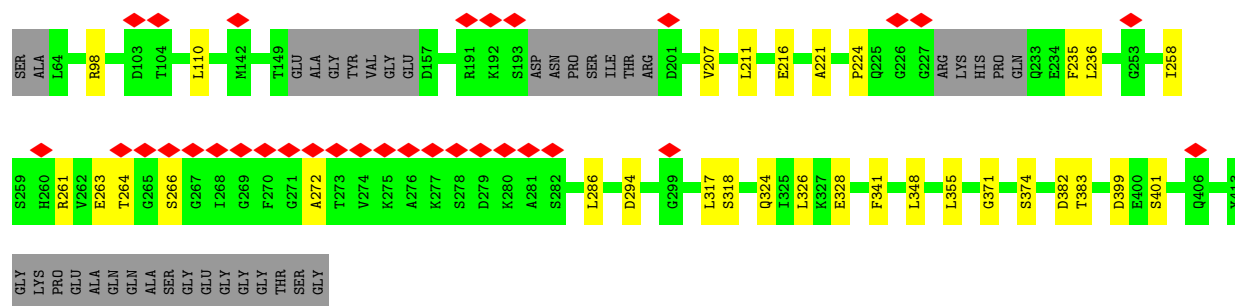 SER ALA L64 R98 D103 T104 L110 M142 T149 GLU ALA GLY TYR VAL GLY GLU D157 R191 K192 S193 ASP ASN PRO SER ILE THR ARG D201 V207 L211 E216 A221 P224 Q225 G226 G227 ARG LYS HIS PRO GLN Q233 E234 F235 L236 G253 I258
S259 H260 R261 V262 E263 T264 G265 S266 G267 I268 G269 F270 G271 A272 T273 V274 K275 A276 K277 S278 D279 K280 A281 S282 L286 D294 G299 L317 S318 Q324 I325 L326 K327 E328 F341 L348 L355 G371 S374 D382 T383 D399 E400 S401 Q406
GLY LYS PRO GLU ALA GLN GLN ALA SER GLY GLU GLY GLY GLY THR SER GLY